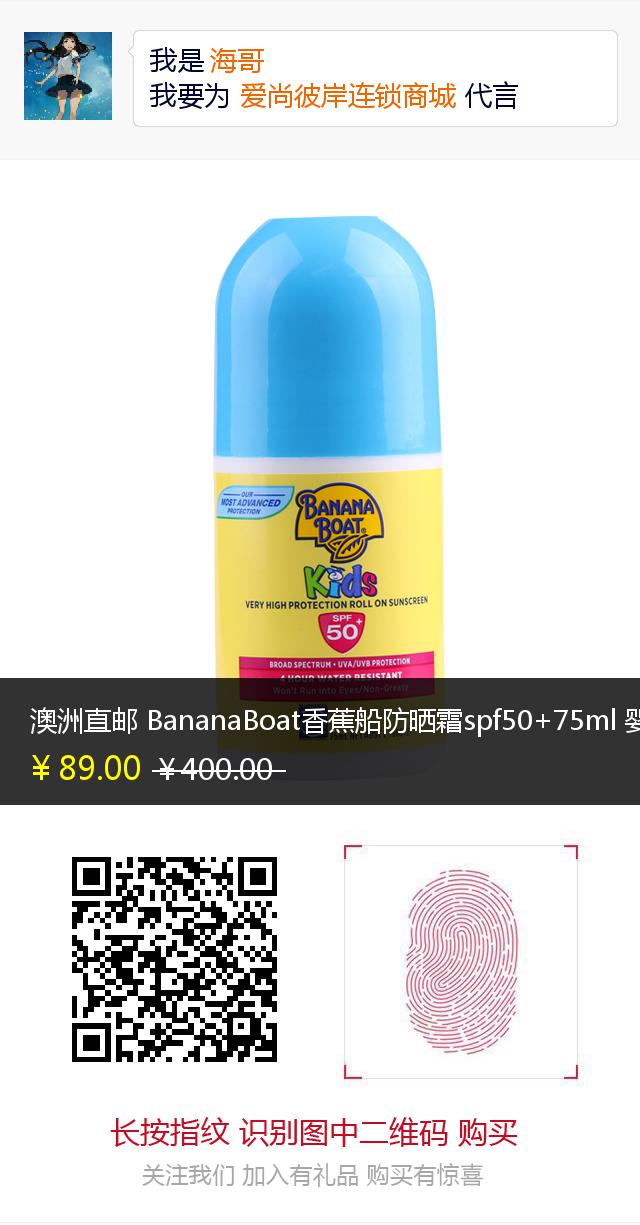 我是 海哥
我要为 爱尚彼岸连锁商城 代言
OUR
MOST ADVANCED
PROTECTION
BANANA
BOAT®
Kids
VERY HIGH PROTECTION ROLL ON SUNSCREEN
SPF
50+
BROAD SPECTRUM • UVA/UVB PROTECTION
4 HOUR WATER RESISTANT
Won't Run into Eyes/Non-Greasy
澳洲直邮 BananaBoat香蕉船防晒霜spf50+75ml
¥ 89.00 ¥400.00
长按指纹 识别图中二维码 购买
关注我们 加入有礼品 购买有惊喜